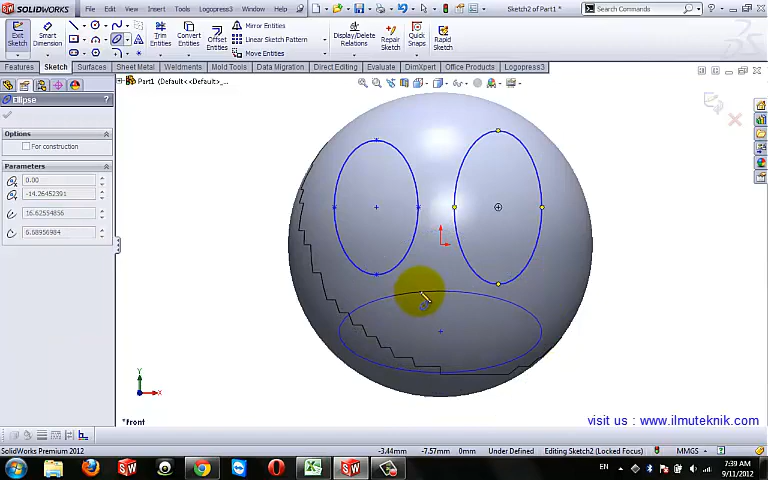 SOLIDWORKS File Edit View Insert Tools Logopress3 Window Help Sketch2 of Part1 * Search SolidWorks Help
Exit Sketch
Smart Dimension
Trim Entities
Convert Entities
Offset Entities
Mirror Entities
Linear Sketch Pattern
Move Entities
Display/Delete Relations
Repair Sketch
Quick Snaps
Rapid Sketch
Features Sketch Surfaces Sheet Metal Weldments Mold Tools Data Migration Direct Editing Evaluate DimXpert Office Products Logopress3
Part1 (Default<<Default>_...
Ellipse ?
Options
For construction
Parameters
0.00
-14.26452391
16.62554856
6.68956984
Y
X
*Front
visit us : www.ilmuteknik.com
SolidWorks Premium 2012 -3.44mm -7.57mm 0mm Under Defined Editing Sketch2 (Locked Focus) MMGS
EN 7:39 AM
9/11/2012